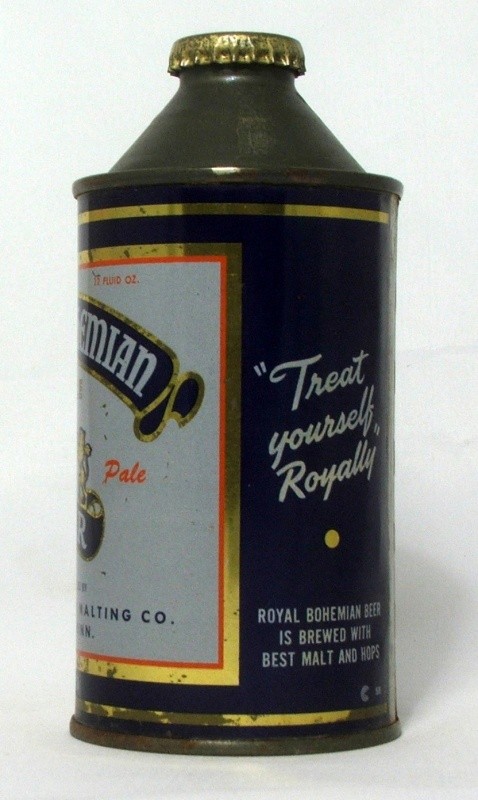 FLUID OZ.
EMIAN
Pale
R
BY
MALTING CO.
NN.
"Treat
yourself
Royally"
ROYAL BOHEMIAN BEER
IS BREWED WITH
BEST MALT AND HOPS